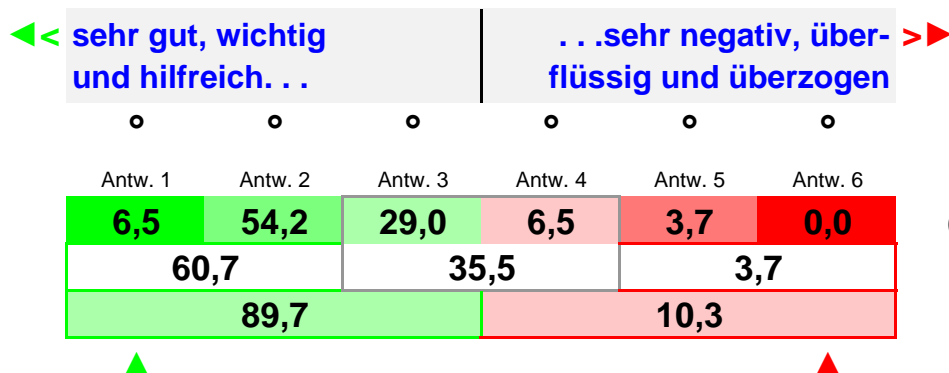 ◄< sehr gut, wichtig . . .sehr negativ, über- >►
und hilfreich. . . flüssig und überzogen
Antw. 1 Antw. 2 Antw. 3 Antw. 4 Antw. 5 Antw. 6
6,5 54,2 29,0 6,5 3,7 0,0
60,7 35,5 3,7
89,7 10,3